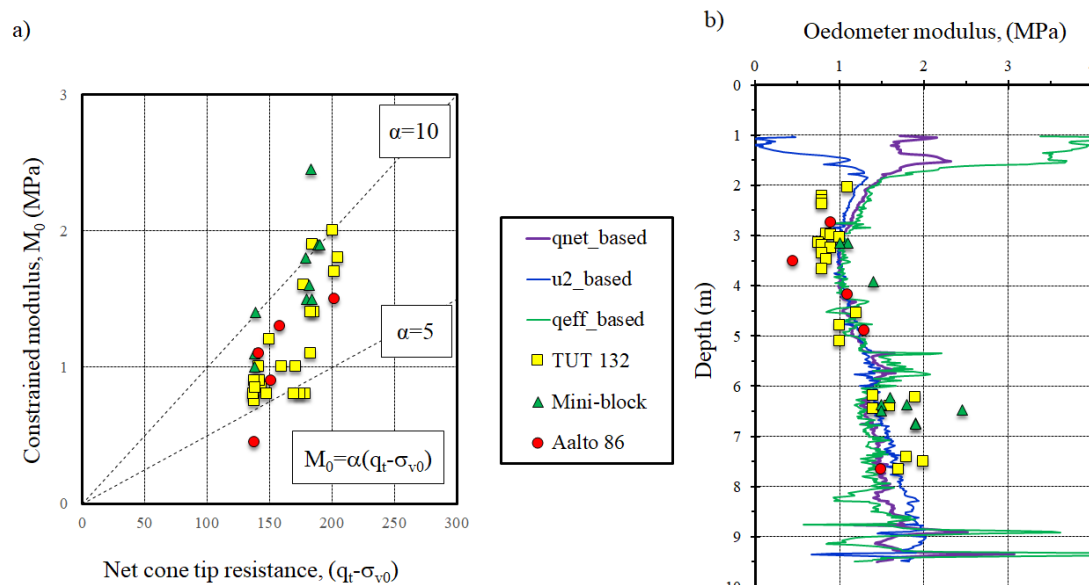 a)
Constrained modulus, M0 (MPa)
3
2
1
0
0 50 100 150 200 250 300
α=10
α=5
M0=α(qt-σv0)
Net cone tip resistance, (qt-σv0)
qnet_based
u2_based
qeff_based
TUT 132
Mini-block
Aalto 86
b)
Oedometer modulus, (MPa)
0 1 2 3
Depth (m)
0
1
2
3
4
5
6
7
8
9
10